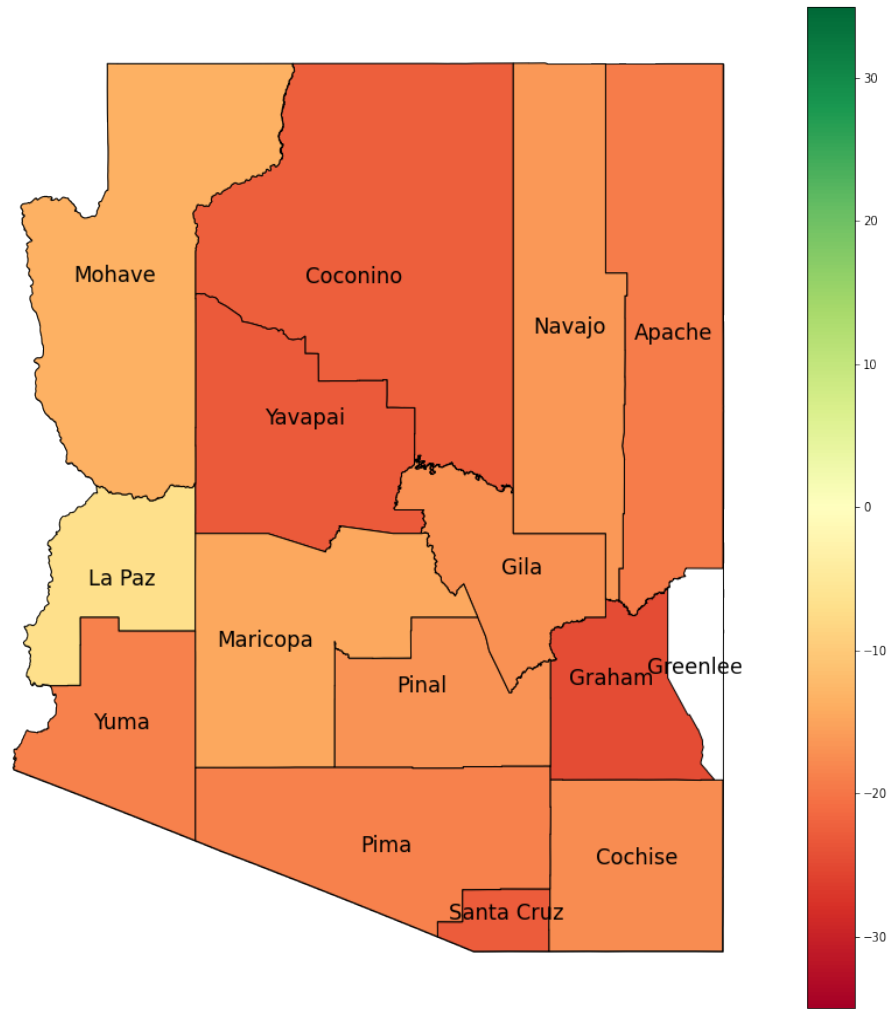 30
20
10
0
−10
−20
−30
Mohave
Coconino
Navajo
Apache
Yavapai
La Paz
Gila
Maricopa
Greenlee
Graham
Pinal
Yuma
Pima
Cochise
Santa Cruz